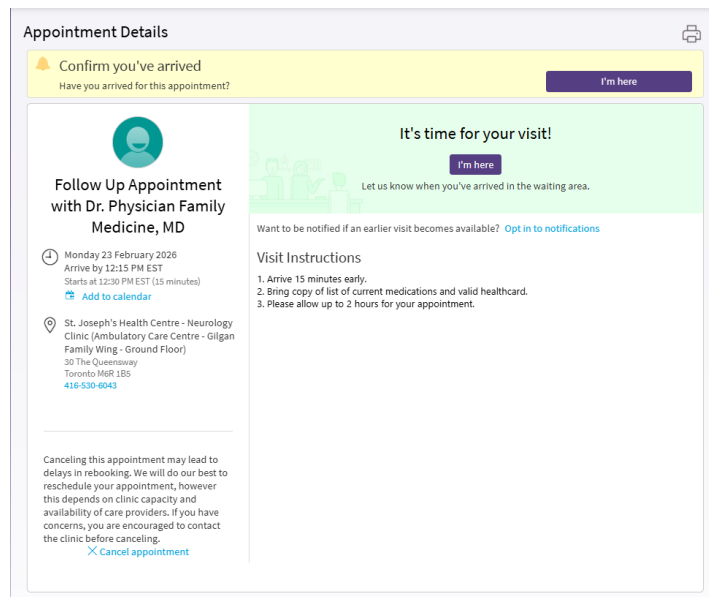 Appointment Details
Confirm you've arrived
Have you arrived for this appointment?
I'm here
Follow Up Appointment
with Dr. Physician Family
Medicine, MD
Monday 23 February 2026
Arrive by 12:15 PM EST
Starts at 12:30 PM EST (15 minutes)
Add to calendar
St. Joseph's Health Centre - Neurology
Clinic (Ambulatory Care Centre - Gilgan
Family Wing - Ground Floor)
30 The Queensway
Toronto M6R 1B5
416-530-6043
Canceling this appointment may lead to
delays in rebooking. We will do our best to
reschedule your appointment, however
this depends on clinic capacity and
availability of care providers. If you have
concerns, you are encouraged to contact
the clinic before canceling.
Cancel appointment
It's time for your visit!
I'm here
Let us know when you've arrived in the waiting area.
Want to be notified if an earlier visit becomes available? Opt in to notifications
Visit Instructions
1. Arrive 15 minutes early.
2. Bring copy of list of current medications and valid healthcard.
3. Please allow up to 2 hours for your appointment.